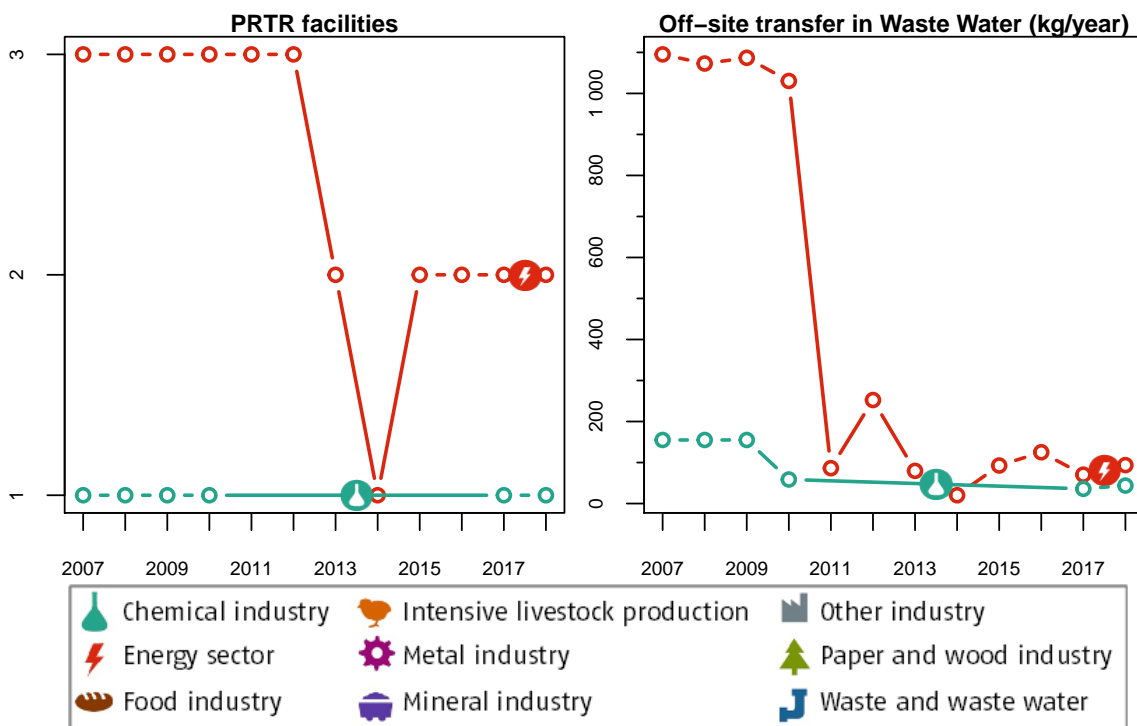 PRTR facilities
3
2
1
2007 2009 2011 2013 2015 2017
Off−site transfer in Waste Water (kg/year)
1 000
800
600
400
200
0
2007 2009 2011 2013 2015 2017
Chemical industry Intensive livestock production Other industry
Energy sector Metal industry Paper and wood industry
Food industry Mineral industry Waste and waste water